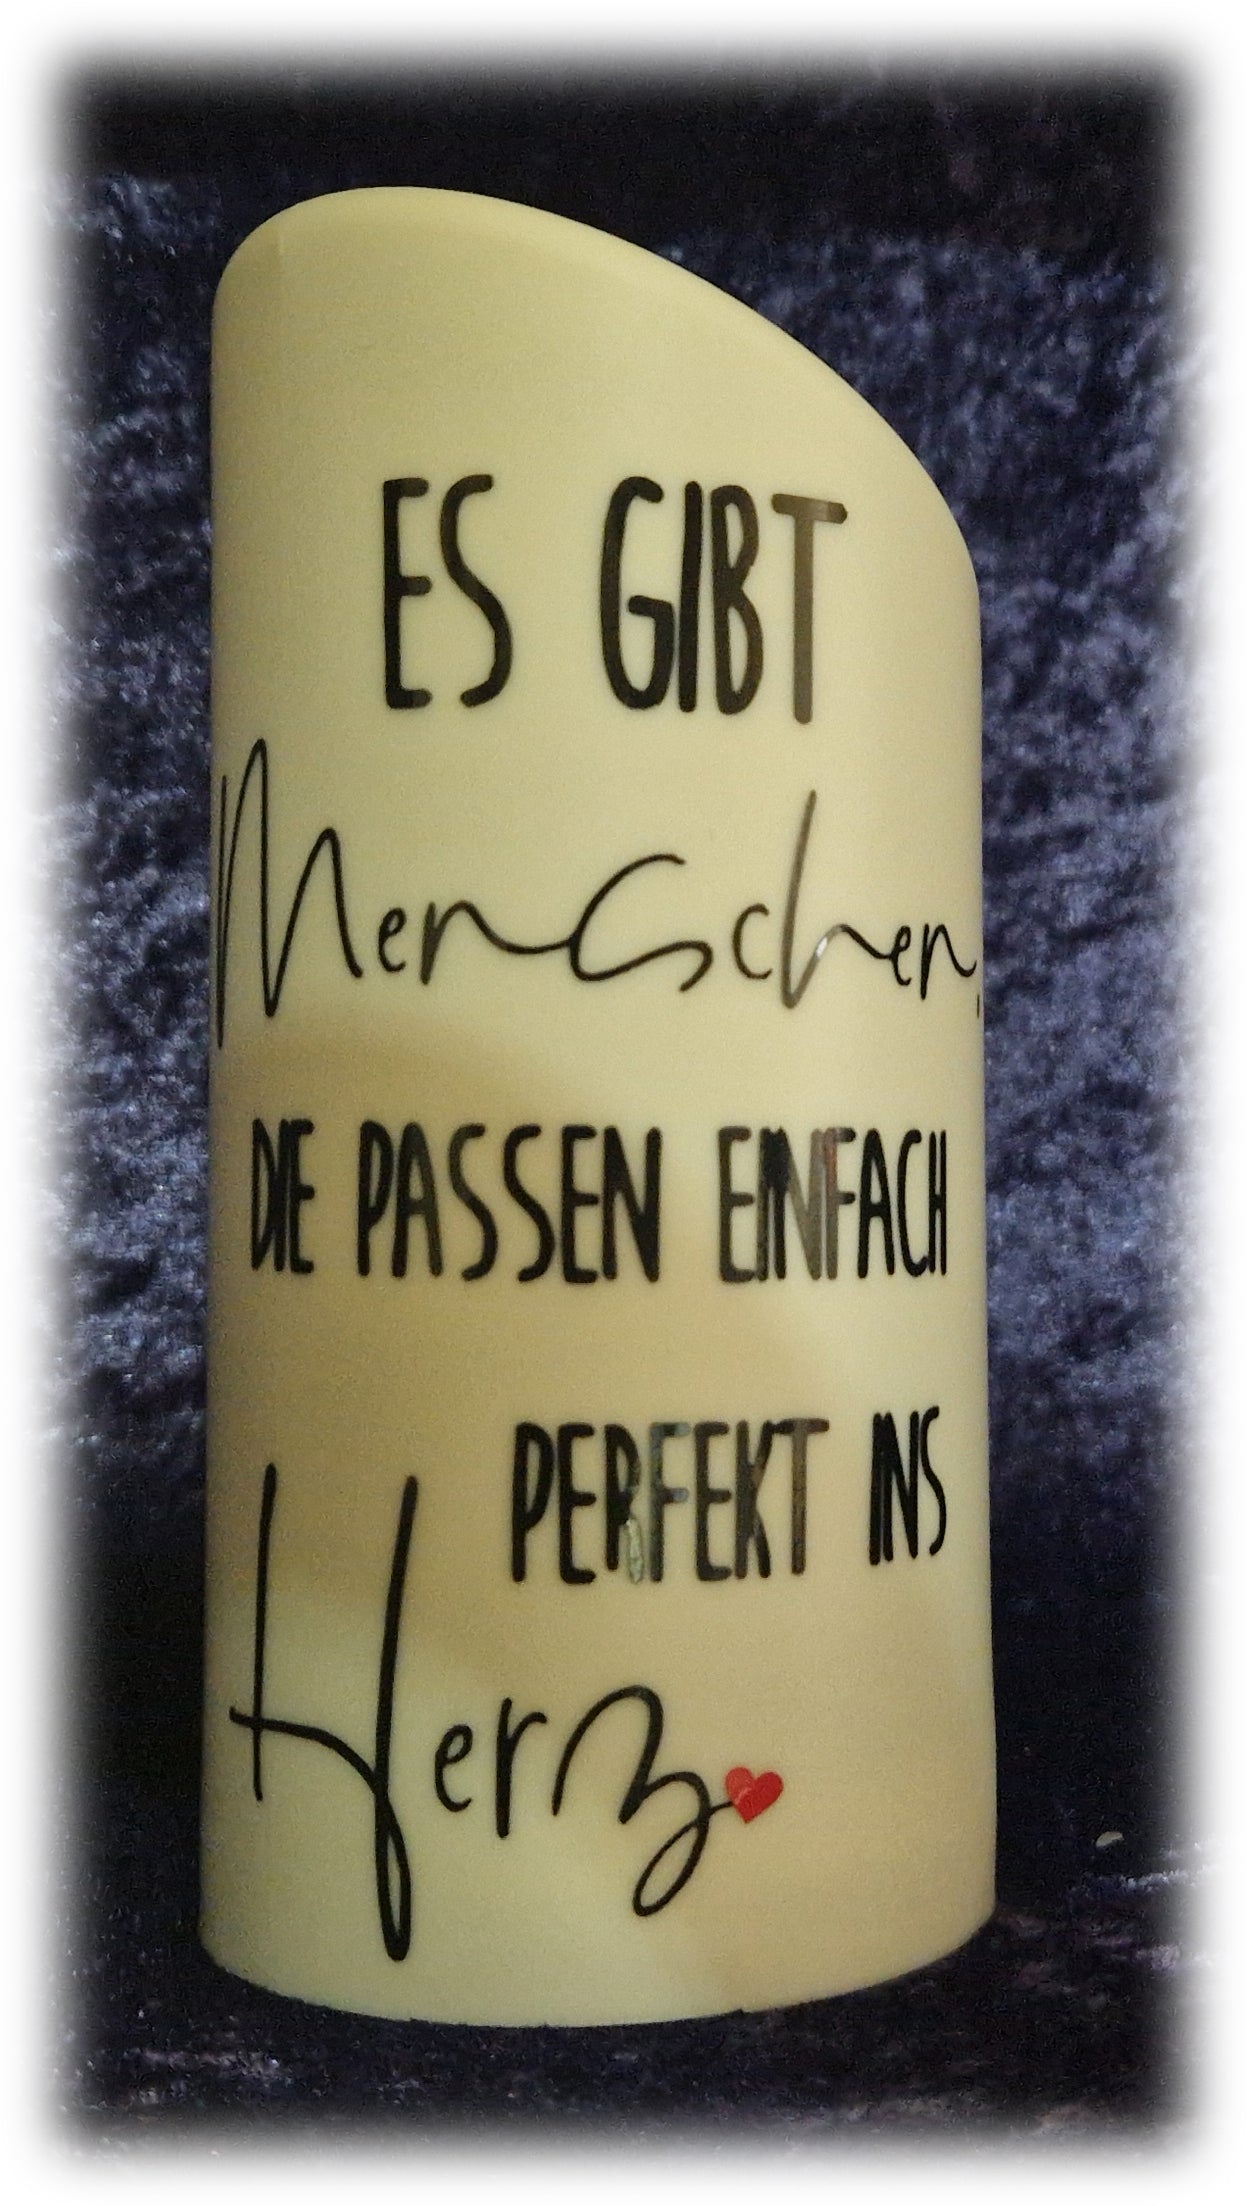 ES GIBT
Menschen,
DIE PASSEN EINFACH
PERFEKT INS
Herz